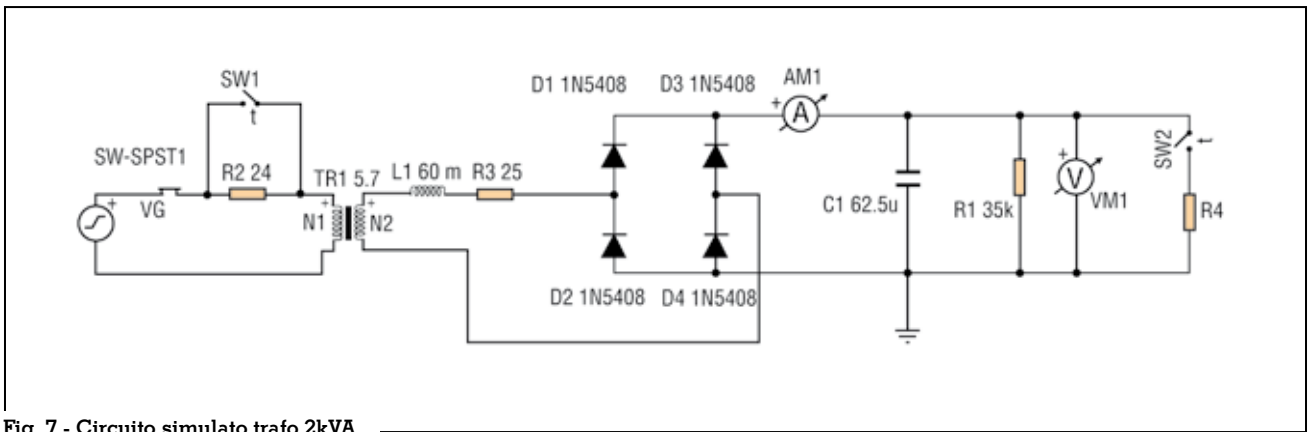 SW1
t
SW-SPST1
VG
+
R2 24
TR1 5.7
+
N1
+
N2
L1 60 m
R3 25
D1 1N5408
D3 1N5408
D2 1N5408
D4 1N5408
AM1
+
A
C1 62.5u
R1 35k
+
V
VM1
SW2
t
R4
Fig. 7 - Circuito simulato trafo 2kVA